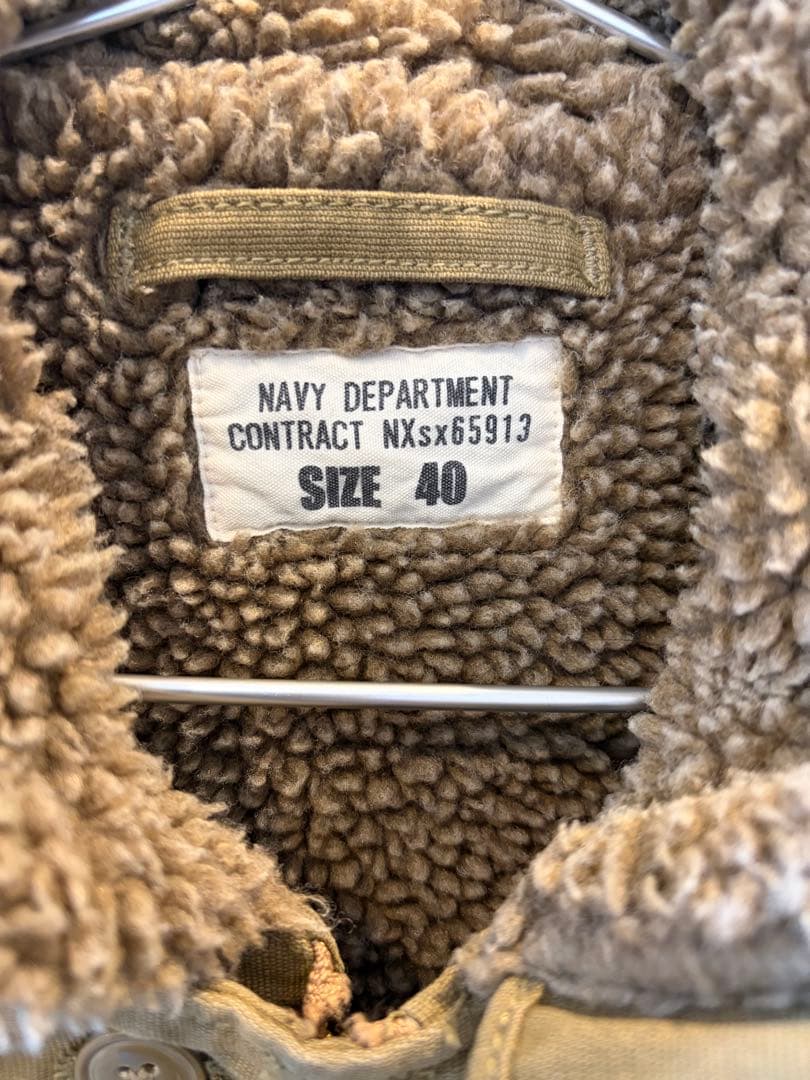 NAVY DEPARTMENT
CONTRACT NXsx65913
SIZE 40